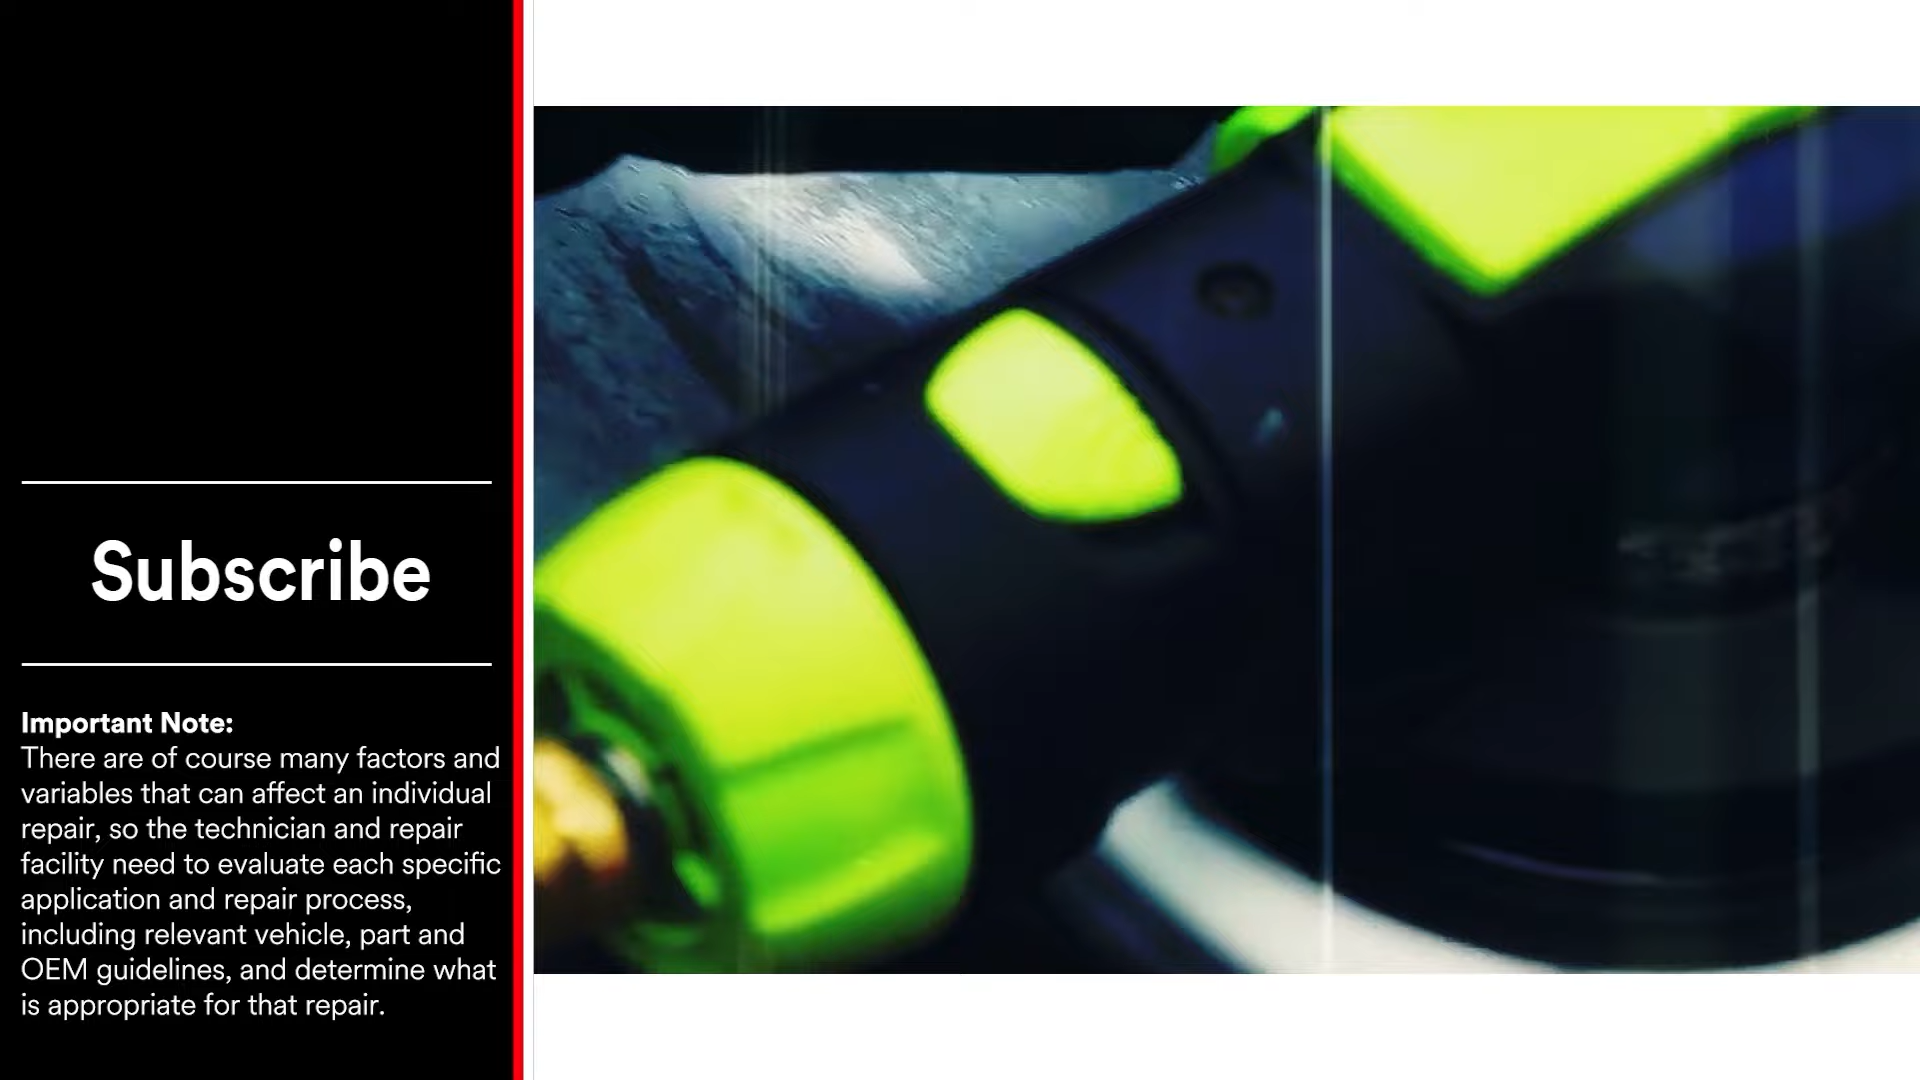 Subscribe
Important Note:
There are of course many factors and
variables that can affect an individual
repair, so the technician and repair
facility need to evaluate each specific
application and repair process,
including relevant vehicle, part and
OEM guidelines, and determine what
is appropriate for that repair.